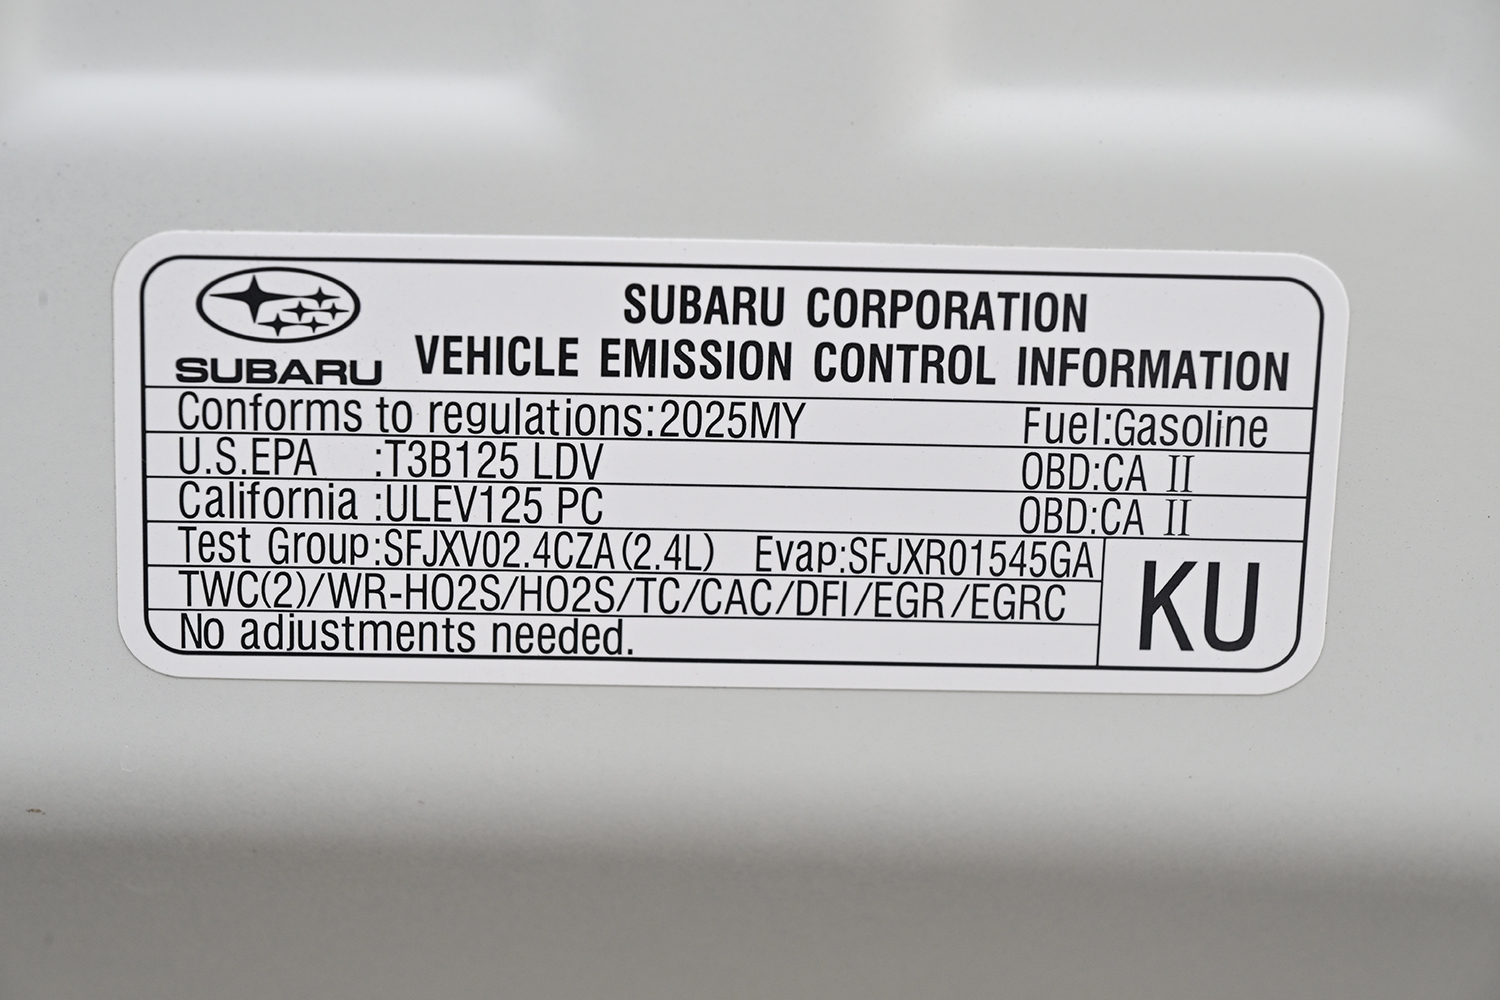 SUBARU
SUBARU CORPORATION
VEHICLE EMISSION CONTROL INFORMATION
Conforms to regulations:2025MY Fuel:Gasoline
U.S.EPA :T3B125 LDV OBD:CA II
California :ULEV125 PC OBD:CA II
Test Group:SFJXV02.4CZA(2.4L) Evap:SFJXR01545GA
TWC(2)/WR-HO2S/HO2S/TC/CAC/DFI/EGR/EGRC
No adjustments needed.
KU